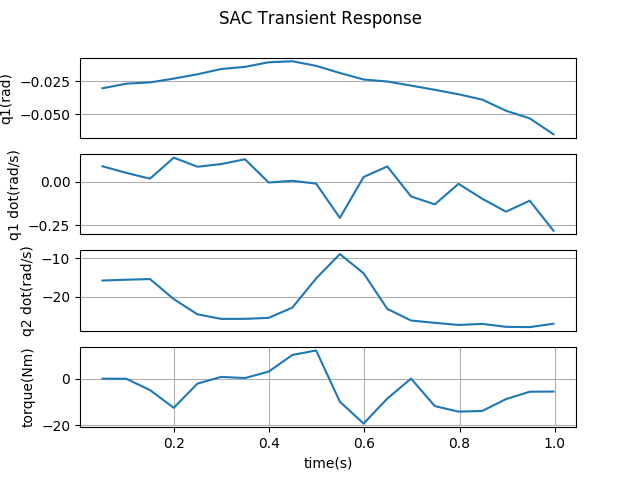 SAC Transient Response
q1(rad)
−0.025
−0.050
q1 dot(rad/s)
0.00
−0.25
q2 dot(rad/s)
−10
−20
torque(Nm)
0
−20
0.2 0.4 0.6 0.8 1.0
time(s)